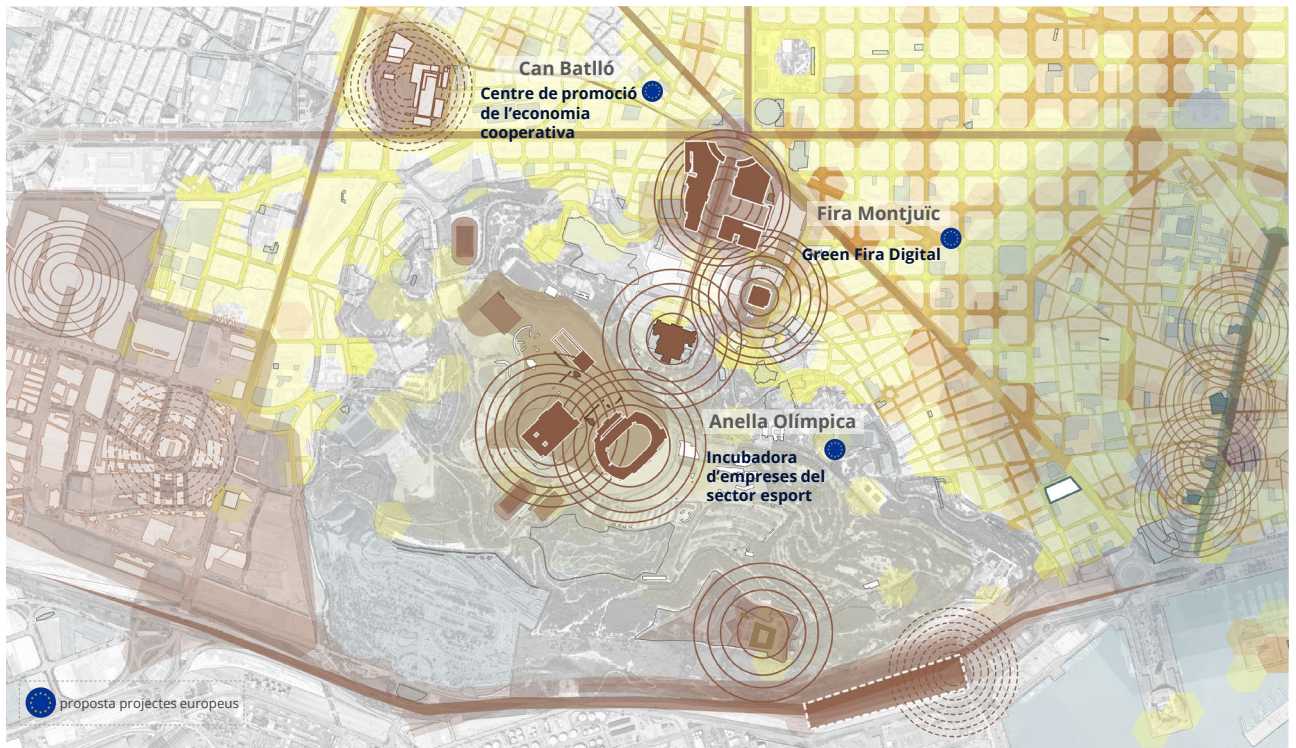 Can Batlló
Centre de promoció
de l'economia
cooperativa
Fira Montjuïc
Green Fira Digital
Anella Olímpica
Incubadora
d'empreses del
sector esport
proposta projectes europeus